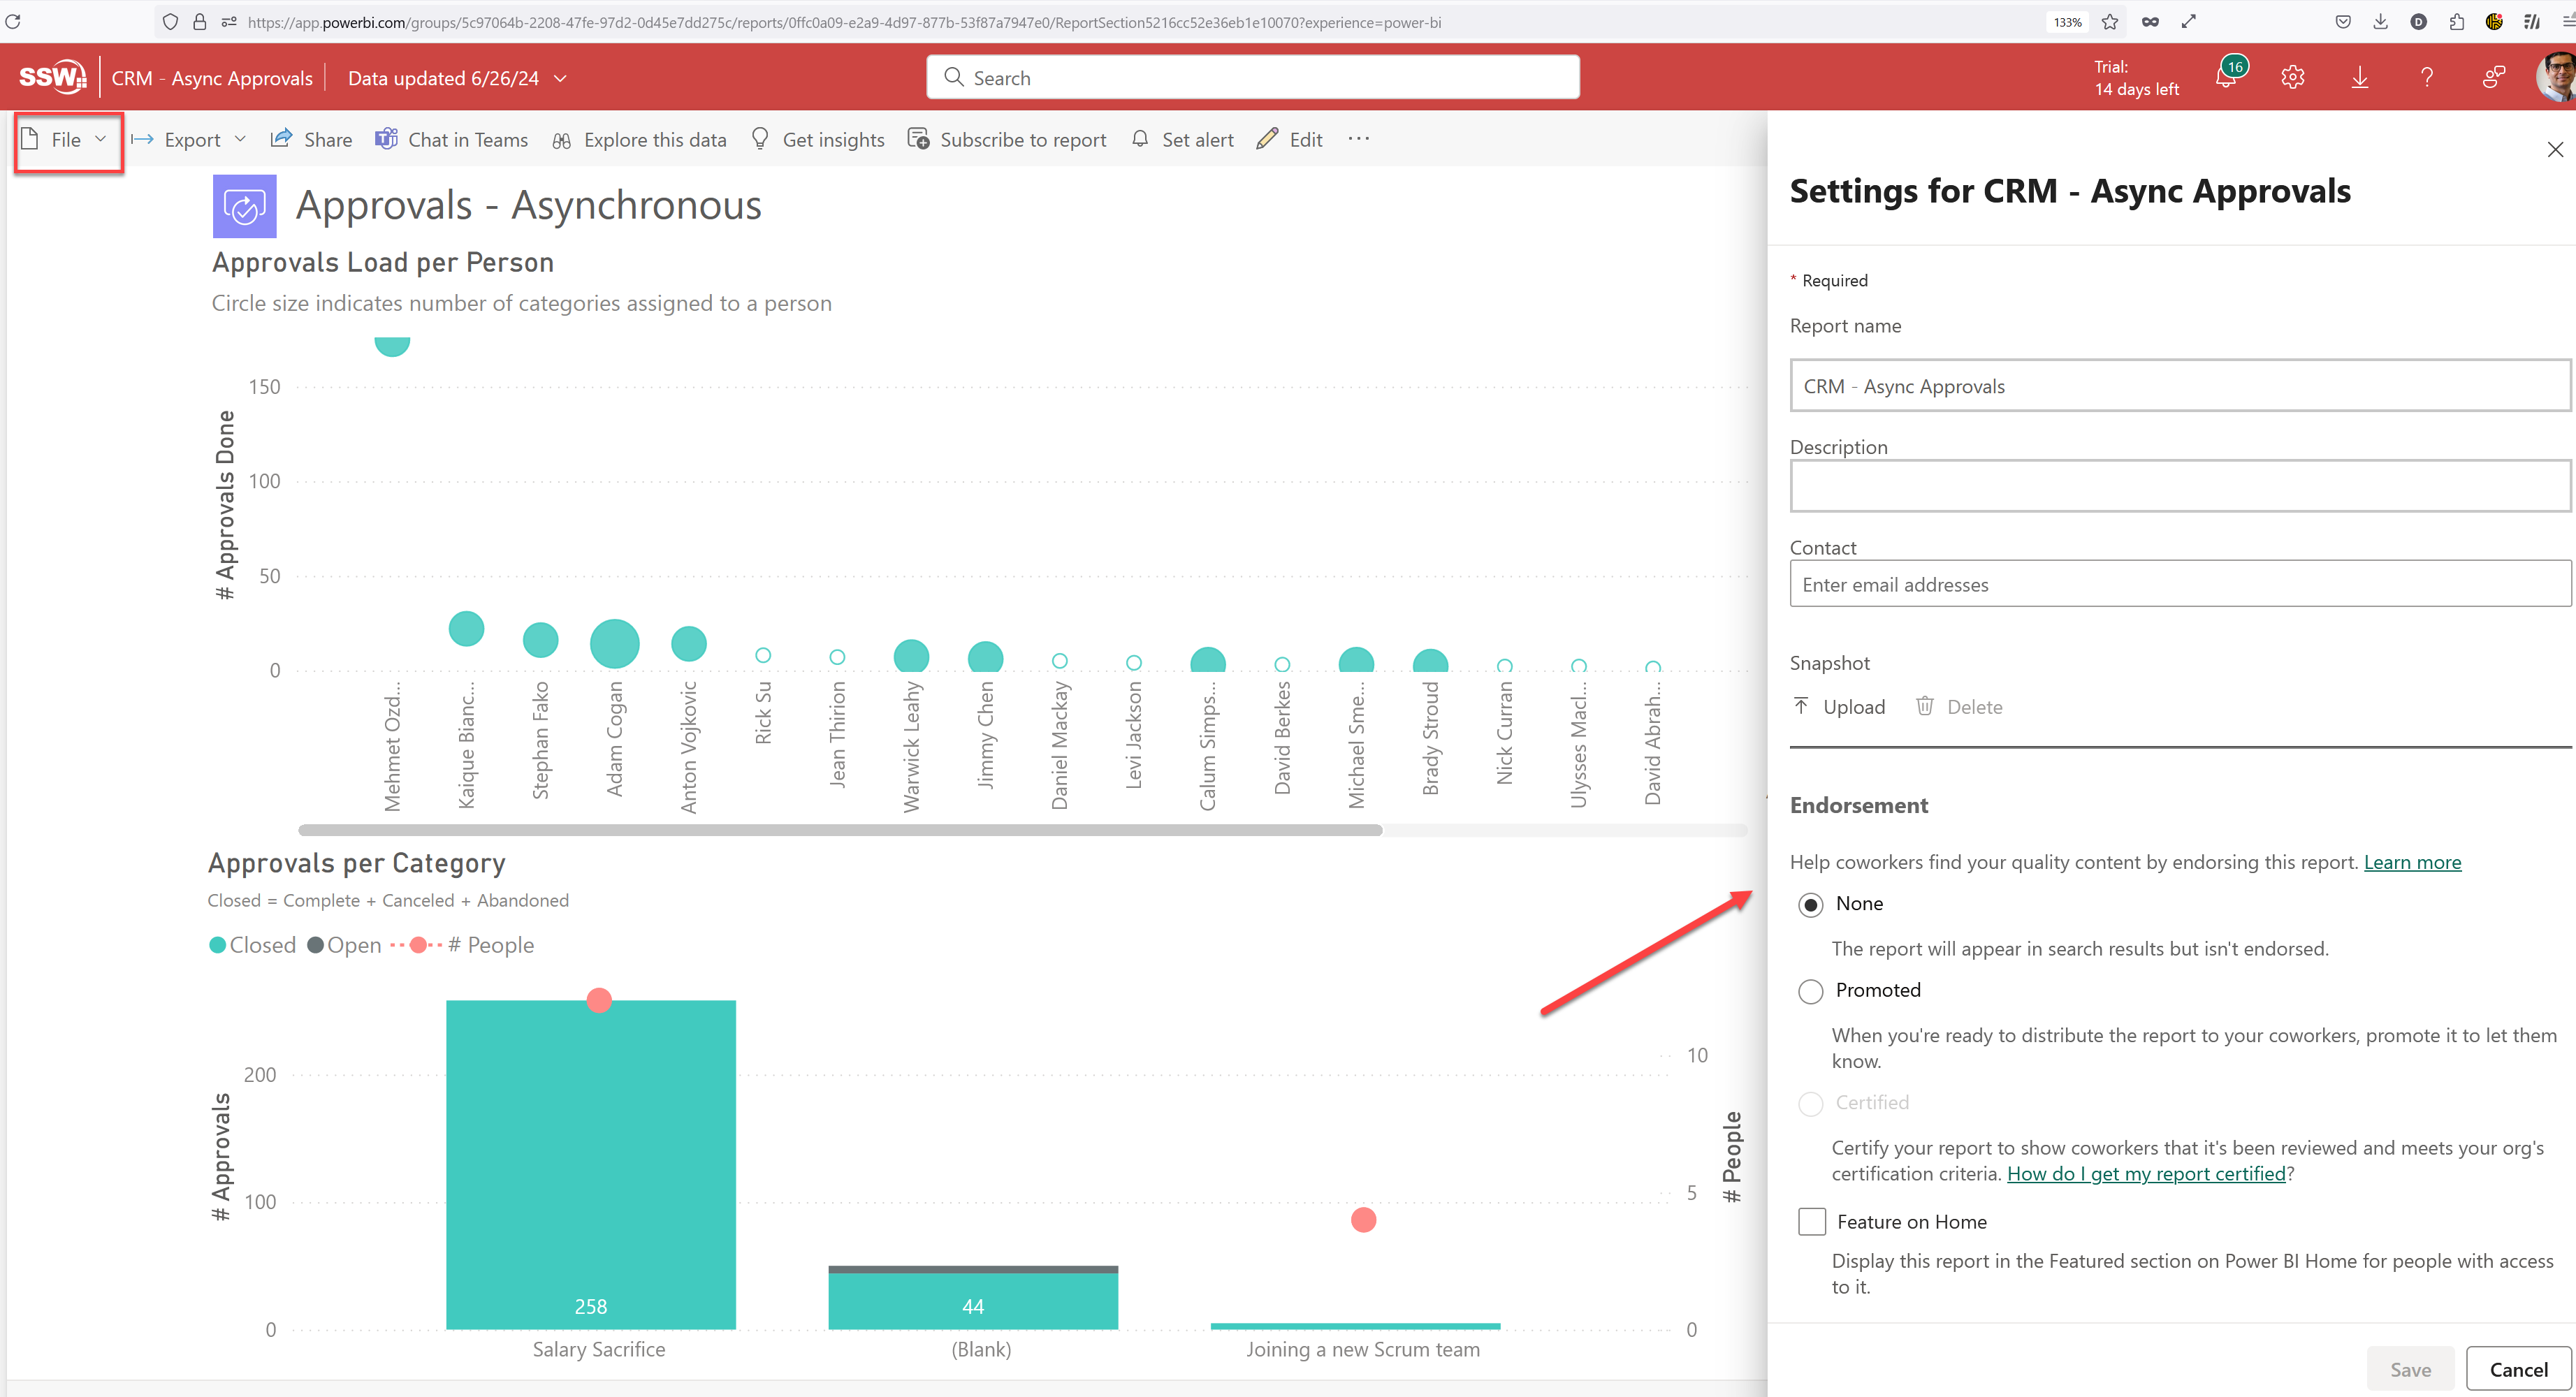 https://app.powerbi.com/groups/5c97064b-2208-47fe-97d2-0d45e7dd275c/reports/0ffc0a09-e2a9-4d97-877b-53f87a7947e0/ReportSection5216cc52e36eb1e10070?experience=power-bi
133%
D
SSW
CRM - Async Approvals
Data updated 6/26/24
Search
Trial:
14 days left
16
File
Export
Share
Chat in Teams
Explore this data
Get insights
Subscribe to report
Set alert
Edit
Approvals - Asynchronous
Approvals Load per Person
Circle size indicates number of categories assigned to a person
# Approvals Done
150
100
50
0
Mehmet Ozd...
Kaique Bianc...
Stephan Fako
Adam Cogan
Anton Vojkovic
Rick Su
Jean Thirion
Warwick Leahy
Jimmy Chen
Daniel Mackay
Levi Jackson
Calum Simps...
David Berkes
Michael Sme...
Brady Stroud
Nick Curran
Ulysses Macl...
David Abrah...
Approvals per Category
Closed = Complete + Canceled + Abandoned
Closed
Open
# People
# Approvals
200
100
0
258
44
Salary Sacrifice
(Blank)
Joining a new Scrum team
10
5
0
# People
Settings for CRM - Async Approvals
* Required
Report name
CRM - Async Approvals
Description
Contact
Enter email addresses
Snapshot
Upload
Delete
Endorsement
Help coworkers find your quality content by endorsing this report. Learn more
None
The report will appear in search results but isn't endorsed.
Promoted
When you're ready to distribute the report to your coworkers, promote it to let them
know.
Certified
Certify your report to show coworkers that it's been reviewed and meets your org's
certification criteria. How do I get my report certified?
Feature on Home
Display this report in the Featured section on Power BI Home for people with access
to it.
Save
Cancel